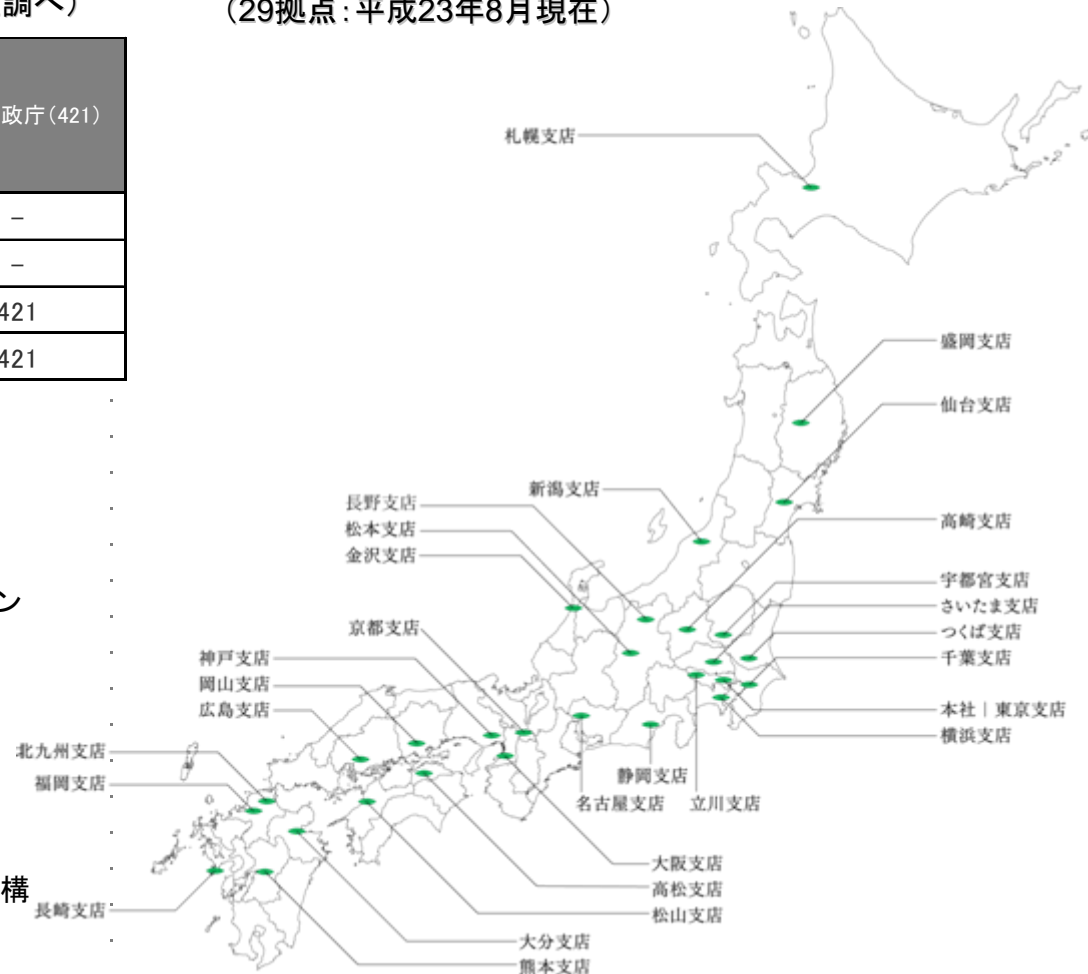 調べ）
（29拠点：平成23年8月現在）
政庁（421）
－
－
421
421
ン
構
札幌支店
盛岡支店
仙台支店
新潟支店
長野支店
松本支店
金沢支店
高崎支店
宇都宮支店
さいたま支店
つくば支店
千葉支店
京都支店
神戸支店
岡山支店
広島支店
本社｜東京支店
横浜支店
北九州支店
福岡支店
静岡支店
名古屋支店
立川支店
大阪支店
高松支店
松山支店
長崎支店
大分支店
熊本支店